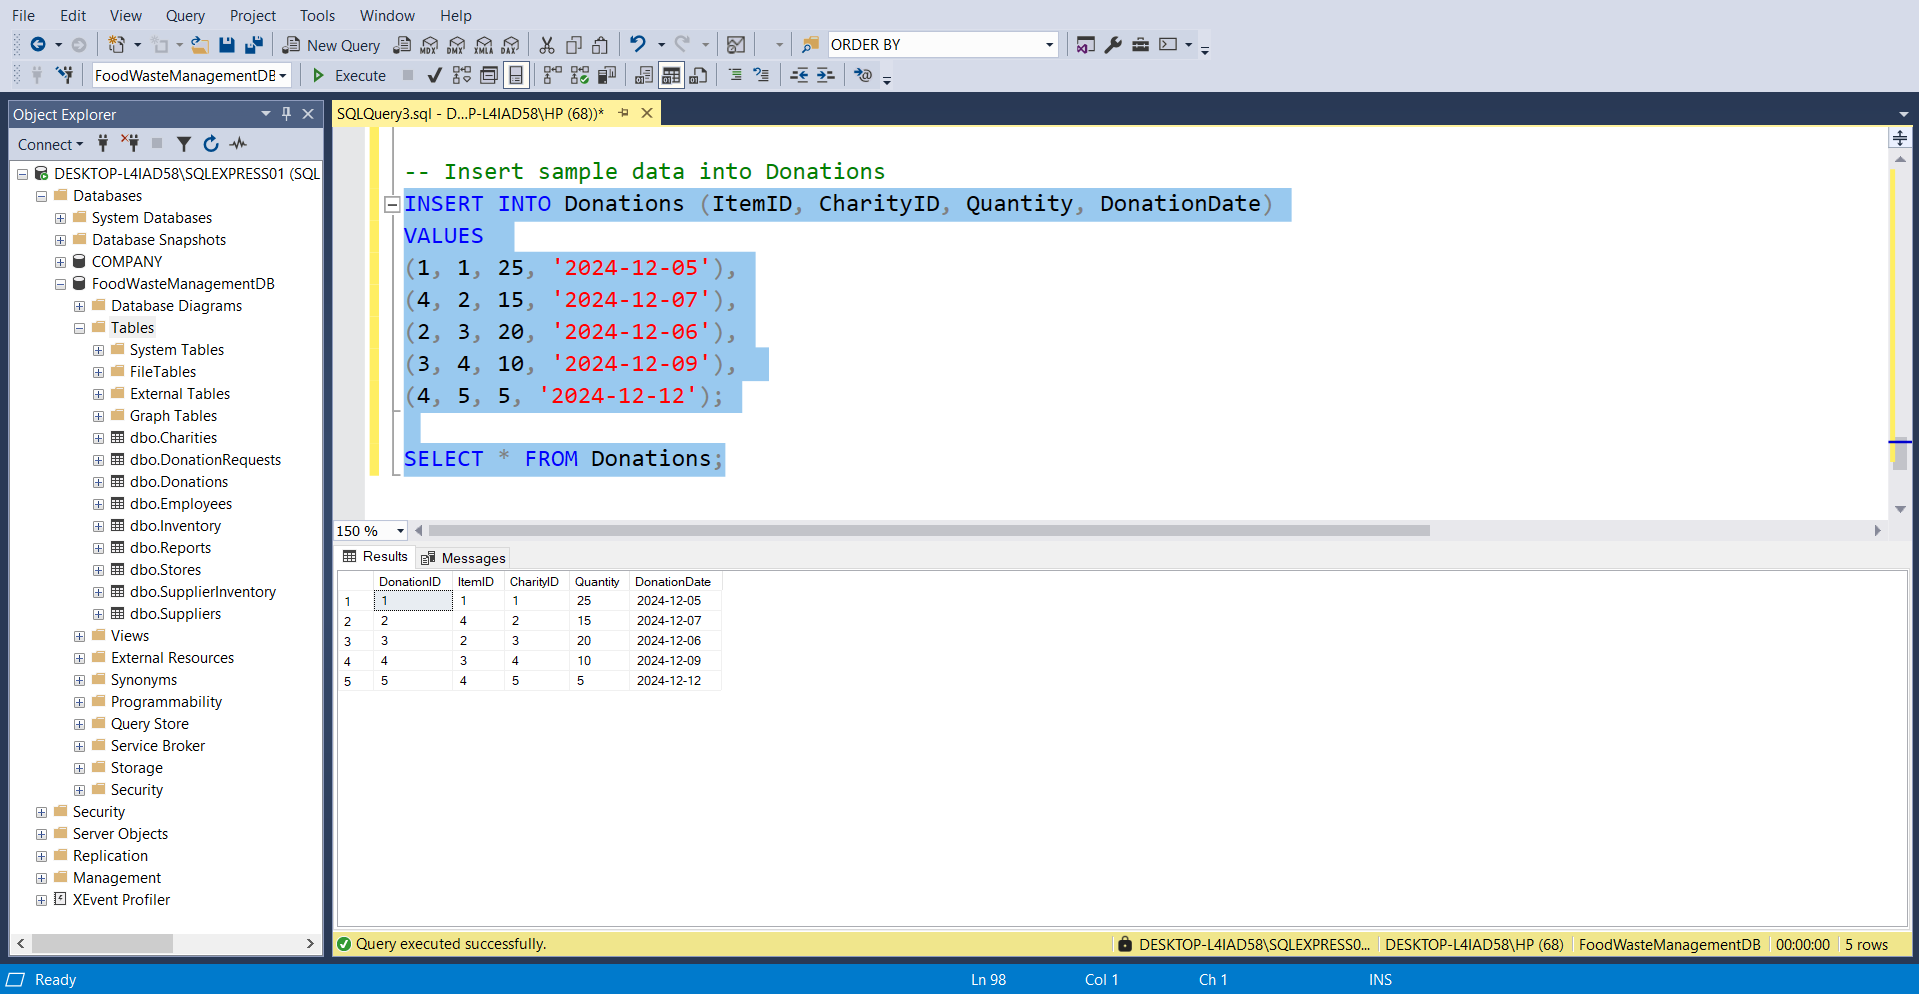 File Edit View Query Project Tools Window Help
New Query MDX DMX XMLA DAX ORDER BY
FoodWasteManagementDB Execute
Object Explorer
Connect
DESKTOP-L4IAD58\SQLEXPRESS01 (SQL
Databases
System Databases
Database Snapshots
COMPANY
FoodWasteManagementDB
Database Diagrams
Tables
System Tables
FileTables
External Tables
Graph Tables
dbo.Charities
dbo.DonationRequests
dbo.Donations
dbo.Employees
dbo.Inventory
dbo.Reports
dbo.Stores
dbo.SupplierInventory
dbo.Suppliers
Views
External Resources
Synonyms
Programmability
Query Store
Service Broker
Storage
Security
Security
Server Objects
Replication
Management
XEvent Profiler
SQLQuery3.sql - D...P-L4IAD58\HP (68))*
-- Insert sample data into Donations
INSERT INTO Donations (ItemID, CharityID, Quantity, DonationDate)
VALUES
(1, 1, 25, '2024-12-05'),
(4, 2, 15, '2024-12-07'),
(2, 3, 20, '2024-12-06'),
(3, 4, 10, '2024-12-09'),
(4, 5, 5, '2024-12-12');
SELECT * FROM Donations;
150 %
Results Messages
DonationID ItemID CharityID Quantity DonationDate
1 1 1 1 25 2024-12-05
2 2 4 2 15 2024-12-07
3 3 2 3 20 2024-12-06
4 4 3 4 10 2024-12-09
5 5 4 5 5 2024-12-12
Query executed successfully. DESKTOP-L4IAD58\SQLEXPRESS0... DESKTOP-L4IAD58\HP (68) FoodWasteManagementDB 00:00:00 5 rows
Ready Ln 98 Col 1 Ch 1 INS